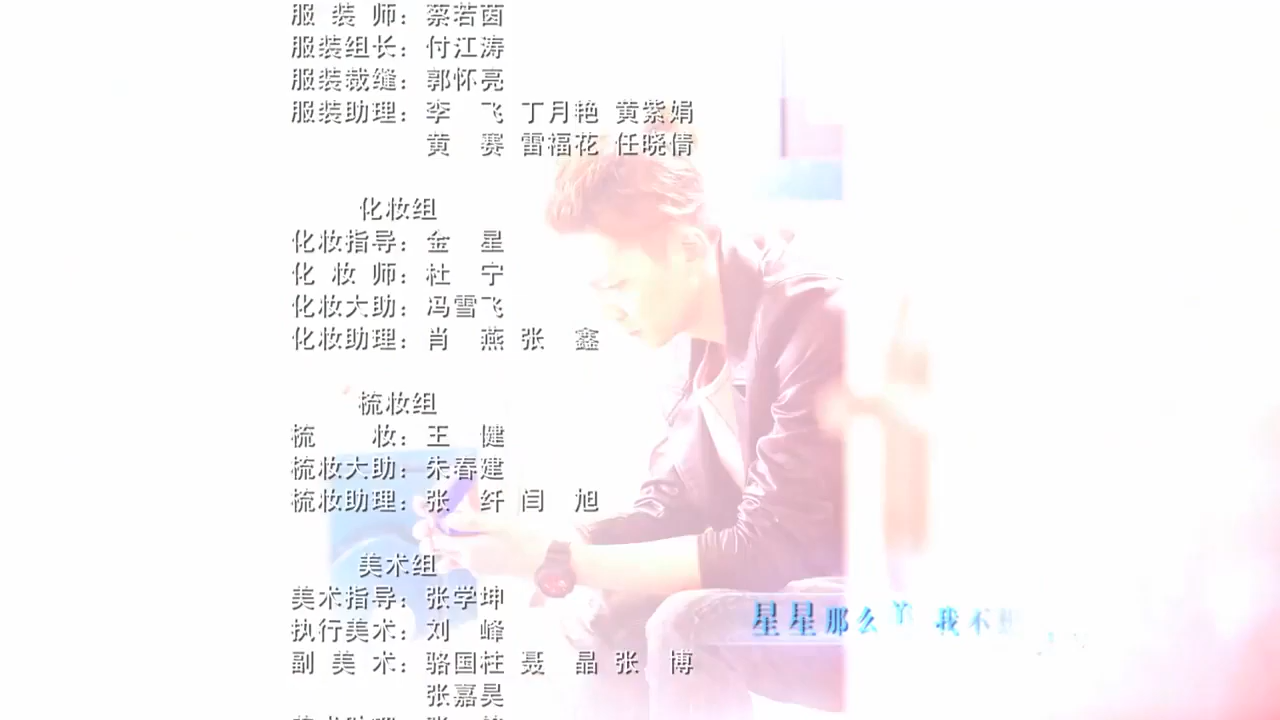 服 装 师：蔡若茵
服装组长：付江涛
服装裁缝：郭怀亮
服装助理：李 飞 丁月艳 黄紫娟
黄 赛 雷福花 任晓倩
化妆组
化妆指导：金 星
化 妆 师：杜 宁
化妆大助：冯雪飞
化妆助理：肖 燕 张 鑫
梳妆组
梳 妆：王 健
梳妆大助：朱春建
梳妆助理：张 纤 闫 旭
美术组
美术指导：张学坤
执行美术：刘 峰
副 美 术：骆国柱 聂 晶 张 博
张嘉昊
星星那么 我不